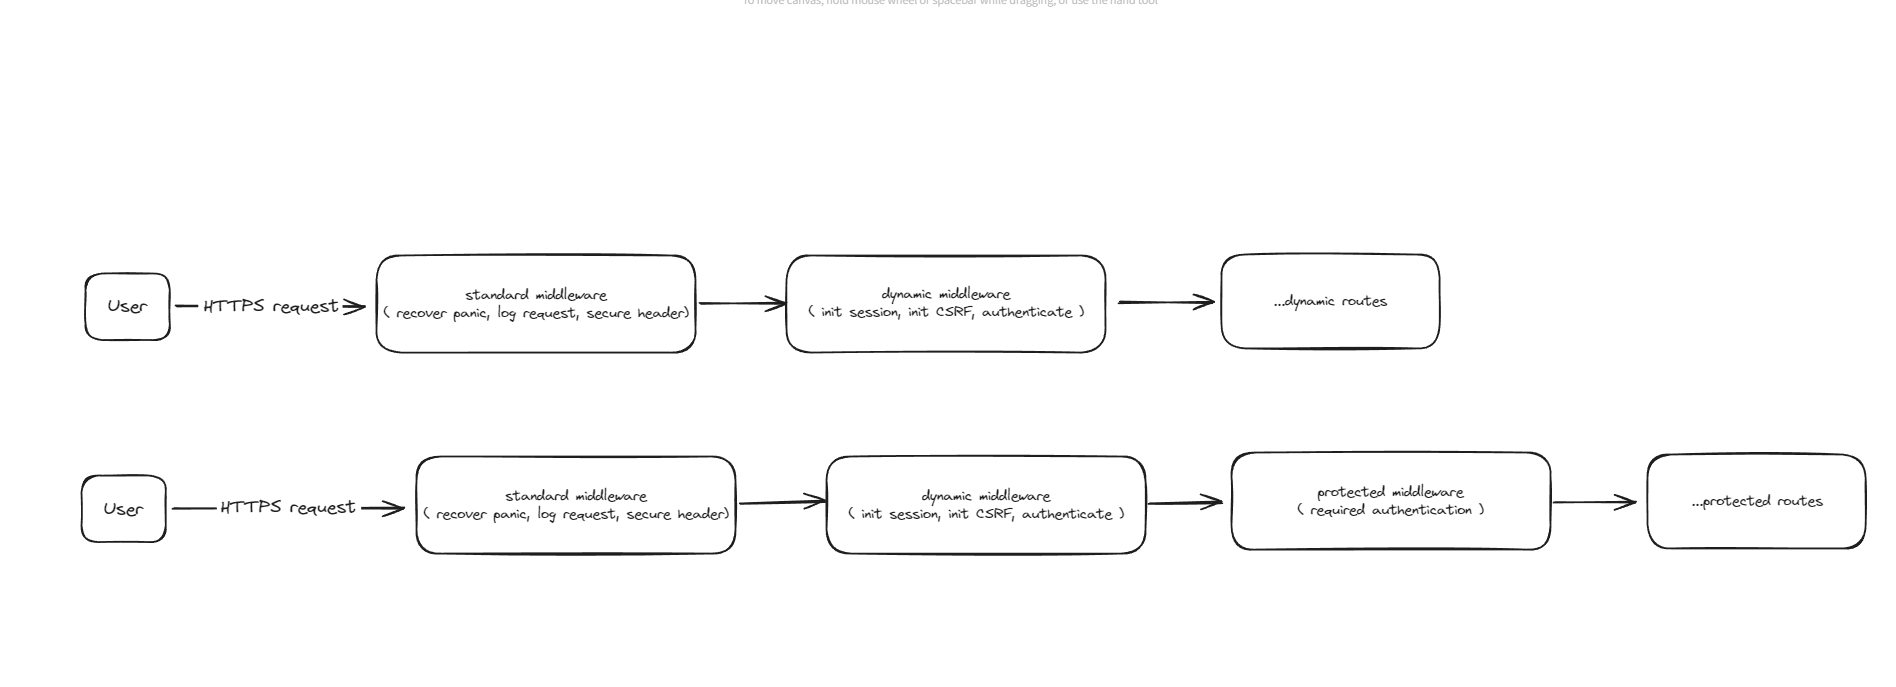 To move canvas, hold mouse wheel or spacebar while dragging, or use the hand tool
User
HTTPS request
standard middleware
( recover panic, log request, secure header)
dynamic middleware
( init session, init CSRF, authenticate )
...dynamic routes
User
HTTPS request
standard middleware
( recover panic, log request, secure header)
dynamic middleware
( init session, init CSRF, authenticate )
protected middleware
( required authentication )
...protected routes